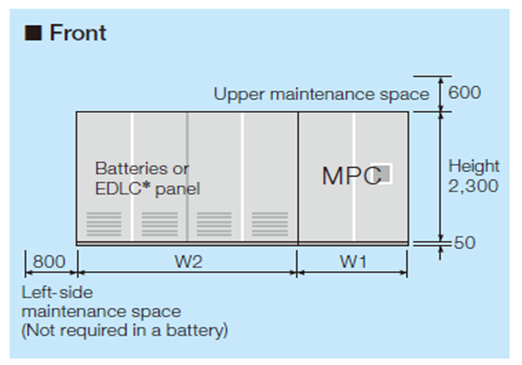 ■ Front
Upper maintenance space
600
Batteries or
EDLC* panel
MPC
Height
2,300
50
800
W2
W1
Left-side
maintenance space
(Not required in a battery)